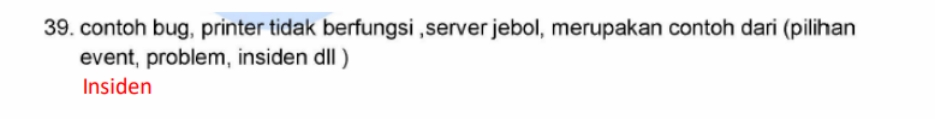 39. contoh bug, printer tidak berfungsi ,server jebol, merupakan contoh dari (pilihan
event, problem, insiden dll )
Insiden